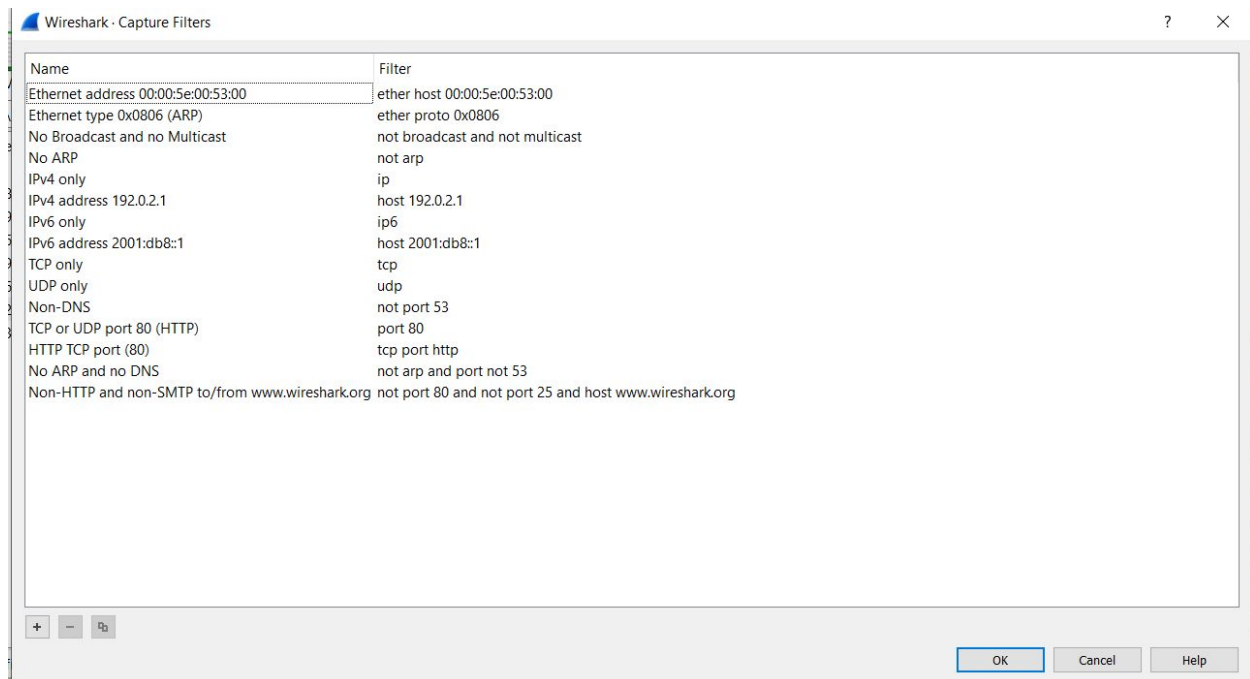 Wireshark · Capture Filters ?
Name Filter
Ethernet address 00:00:5e:00:53:00 ether host 00:00:5e:00:53:00
Ethernet type 0x0806 (ARP) ether proto 0x0806
No Broadcast and no Multicast not broadcast and not multicast
No ARP not arp
IPv4 only ip
IPv4 address 192.0.2.1 host 192.0.2.1
IPv6 only ip6
IPv6 address 2001:db8::1 host 2001:db8::1
TCP only tcp
UDP only udp
Non-DNS not port 53
TCP or UDP port 80 (HTTP) port 80
HTTP TCP port (80) tcp port http
No ARP and no DNS not arp and port not 53
Non-HTTP and non-SMTP to/from www.wireshark.org not port 80 and not port 25 and host www.wireshark.org
OK Cancel Help